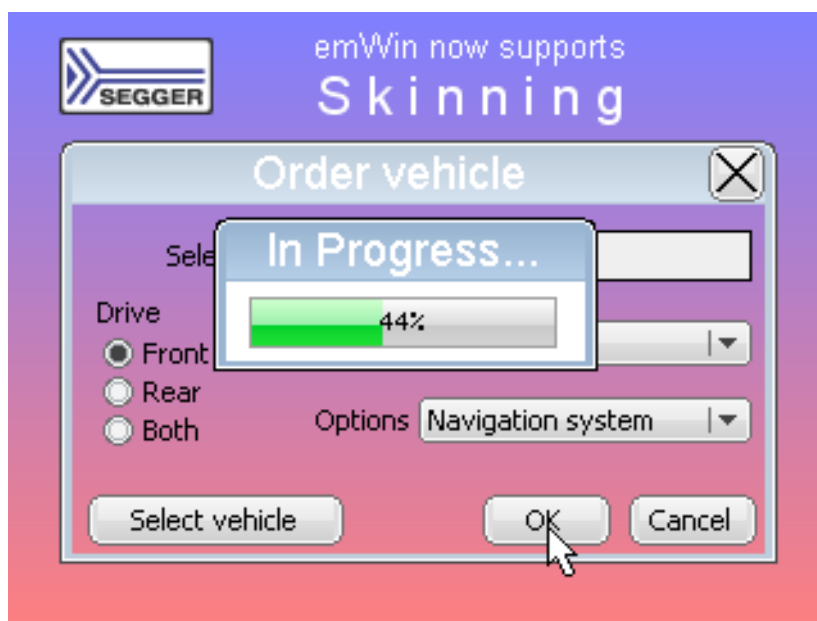 emWin now supports
SEGGER
Skinning
Order vehicle
In Progress...
44%
Drive
Front
Rear
Both
Options Navigation system
Select vehicle OK Cancel